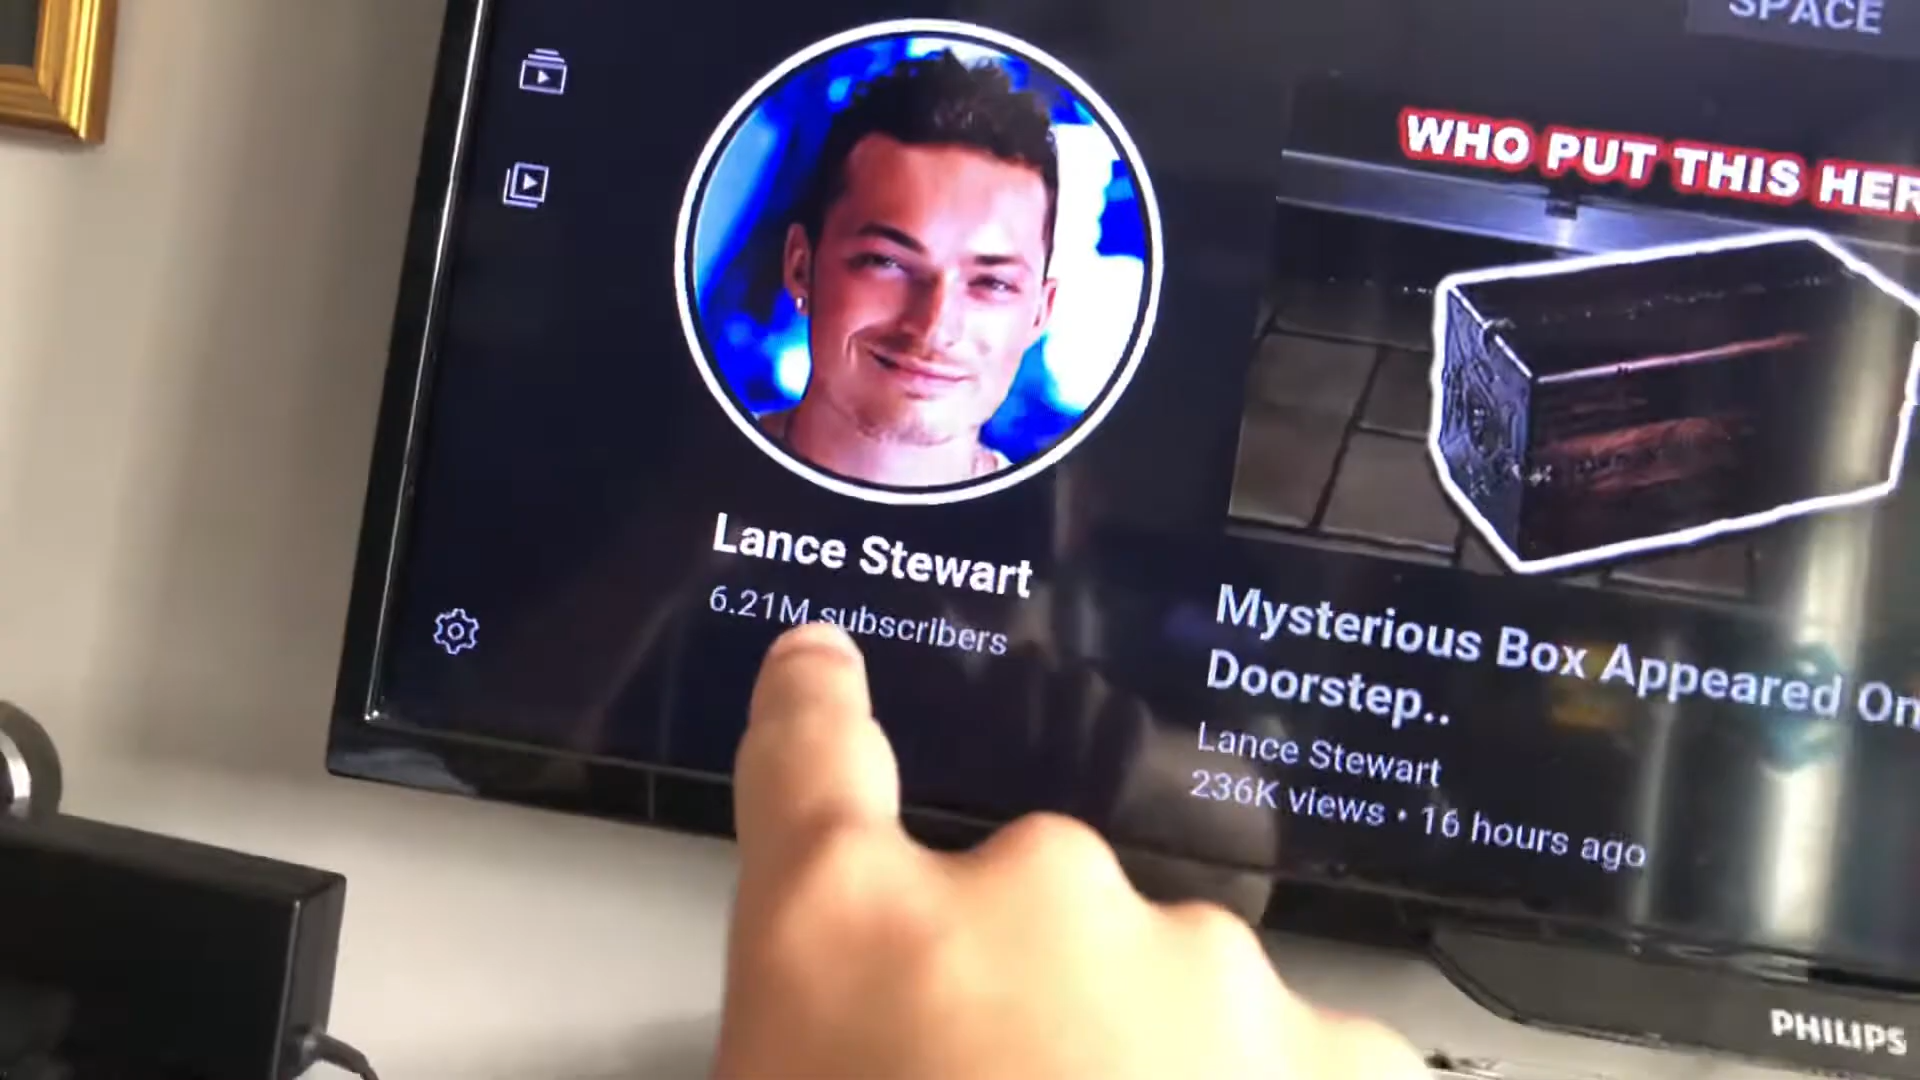 SPACE
WHO PUT THIS HER
Lance Stewart
6.21M subscribers
Mysterious Box Appeared On
Doorstep..
Lance Stewart
236K views • 16 hours ago
PHILIPS